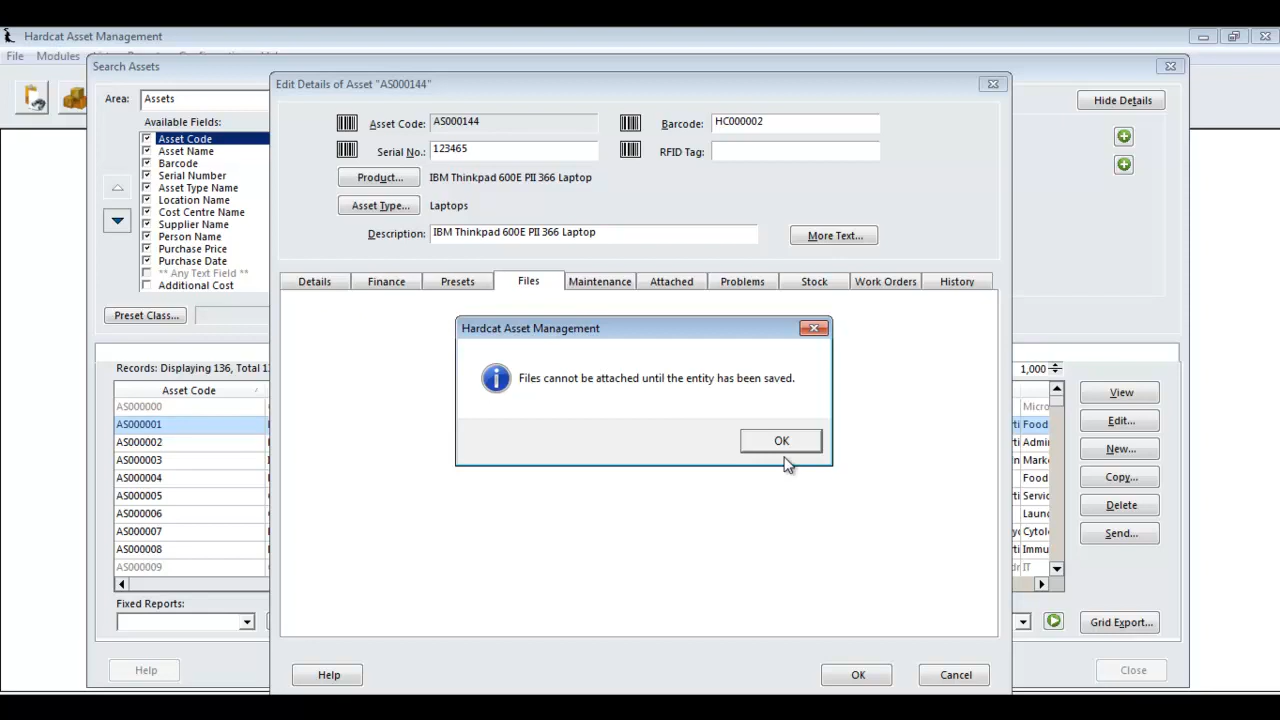 Hardcat Asset Management
File Modules
Search Assets
Area: Assets
Hide Details
Available Fields:
Asset Code
Asset Name
Barcode
Serial Number
Asset Type Name
Location Name
Cost Centre Name
Supplier Name
Person Name
Purchase Price
Purchase Date
** Any Text Field **
Additional Cost
Preset Class...
Edit Details of Asset "AS000144"
Asset Code: AS000144
Barcode: HC000002
Serial No.: 123465
RFID Tag:
Product... IBM Thinkpad 600E PII 366 Laptop
Asset Type... Laptops
Description: IBM Thinkpad 600E PII 366 Laptop
More Text...
Details Finance Presets Files Maintenance Attached Problems Stock Work Orders History
Hardcat Asset Management
Files cannot be attached until the entity has been saved.
OK
Records: Displaying 136, Total 1
1,000
Asset Code
AS000000 Micro
AS000001 Food
AS000002 Admi
AS000003 Mark
AS000004 Food
AS000005 Servi
AS000006 Laun
AS000007 Cytol
AS000008 Immu
AS000009 IT
View
Edit...
New...
Copy...
Delete
Send...
Fixed Reports:
Grid Export...
Help
Help
OK
Cancel
Close